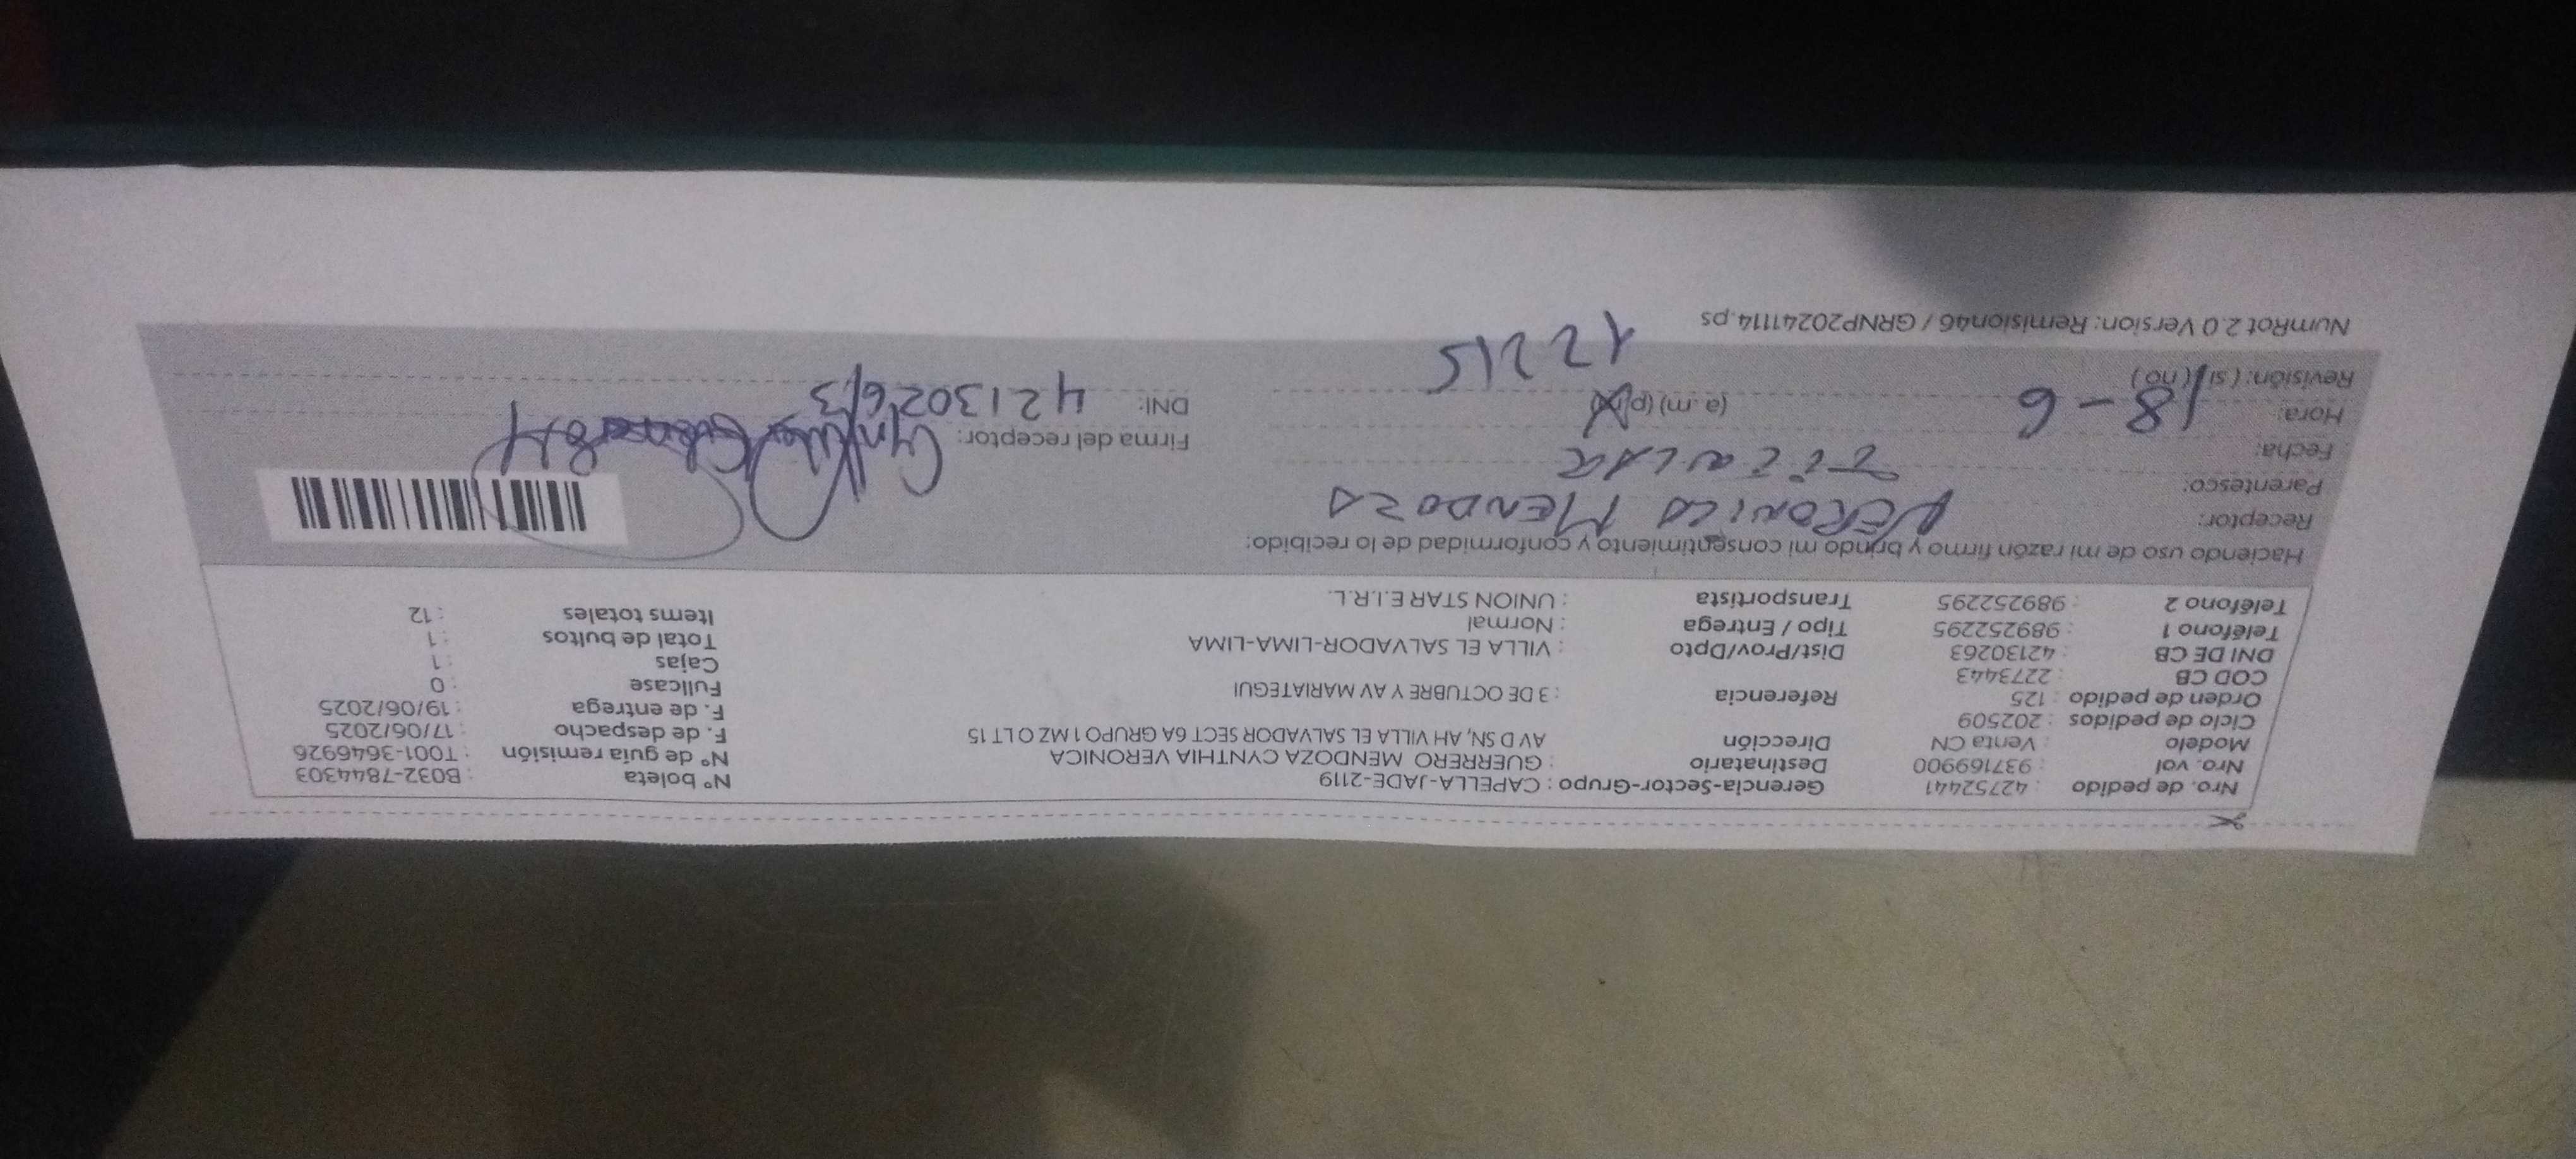 Nro. de pedido : 42752441 Gerencia-Sector-Grupo : CAPELLA-JADE-2119 N° boleta : B032-7844303
Nro. vol : 937169900 Destinatario : GUERRERO MENDOZA CYNTHIA VERONICA N° de guía remisión : T001-3646926
Modelo : Venta CN Dirección AV D SN, AH VILLA EL SALVADOR SECT 6A GRUPO 1 MZ O LT 15 F. de despacho : 17/06/2025
Ciclo de pedidos : 202509 F. de entrega : 19/06/2025
Orden de pedido : 125 Referencia : 3 DE OCTUBRE Y AV MARIATEGUI Fullcase : 0
COD CB : 2273443 Cajas : 1
DNI DE CB : 42130263 Dist/Prov/Dpto : VILLA EL SALVADOR-LIMA-LIMA Total de bultos : 1
Teléfono 1 : 989252295 Tipo / Entrega : Normal Items totales : 12
Teléfono 2 : 989252295 Transportista : UNION STAR E.I.R.L.
Haciendo uso de mi razón firmo y brindo mi consentimiento y conformidad de lo recibido:
Receptor: VERONICA MENDOZA
Parentesco: TITULAR
Fecha: 18-6 Firma del receptor: Cynthia
Hora: (a.m) (p.m) 1221S DNI: 42130263
Revisión: ( si ) ( no )
NumRot 2.0 Version: Remision46 / GRNP20241114.ps